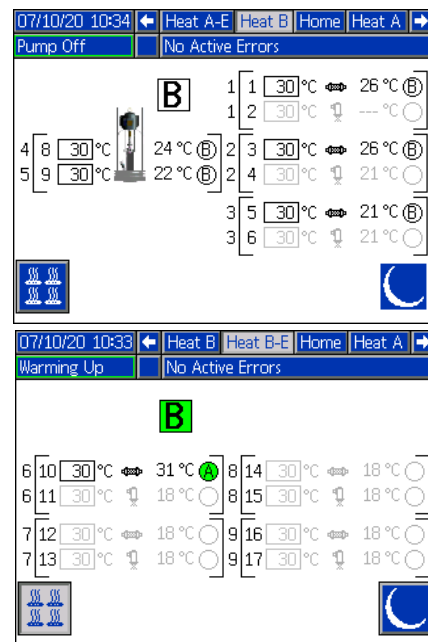 07/10/20 10:34 Heat A-E Heat B Home Heat A
Pump Off No Active Errors
B
1 1 30 °C 26 °C B
1 2 30 °C --- °C
4 8 30 °C 24 °C B 2 3 30 °C 26 °C B
5 9 30 °C 22 °C B 2 4 30 °C 21 °C
3 5 30 °C 21 °C B
3 6 30 °C 21 °C
07/10/20 10:33 Heat B Heat B-E Home Heat A
Warming Up No Active Errors
B
6 10 30 °C 31 °C A 8 14 30 °C 18 °C
6 11 30 °C 18 °C 8 15 30 °C 18 °C
7 12 30 °C 18 °C 9 16 30 °C 18 °C
7 13 30 °C 18 °C 9 17 30 °C 18 °C